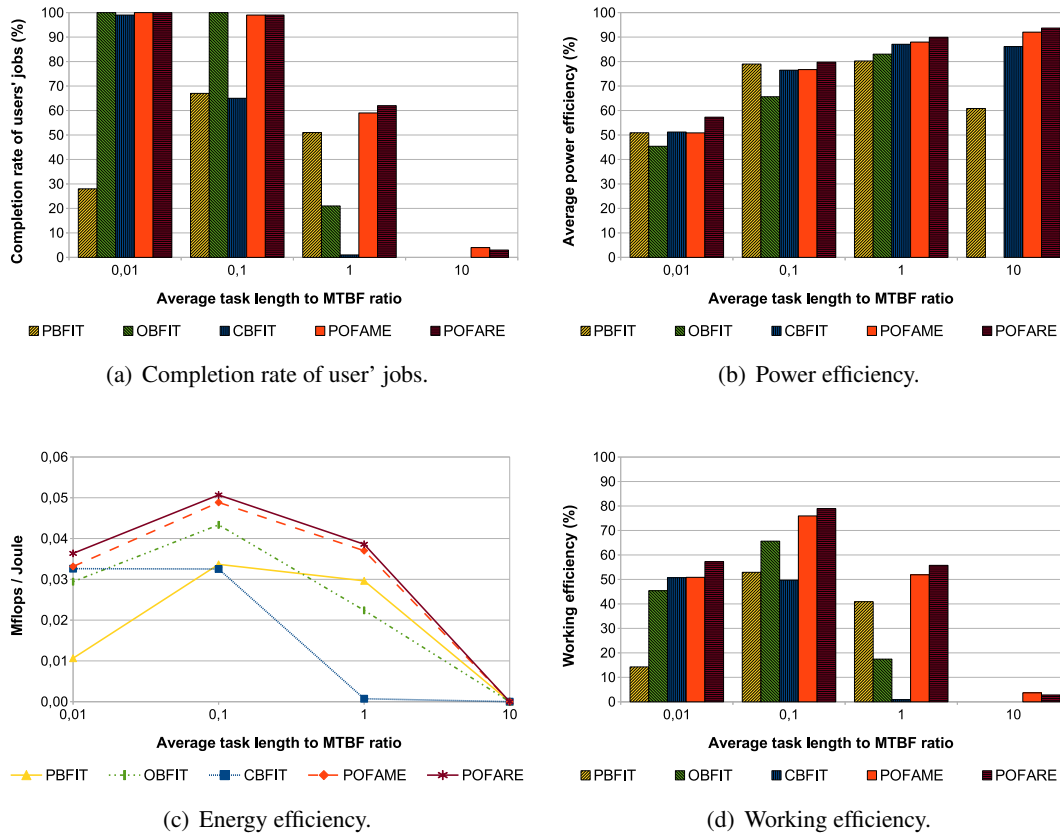 Completion rate of users' jobs (%)
100
90
80
70
60
50
40
30
20
10
0
0,01 0,1 1 10
Average task length to MTBF ratio
PBFIT OBFIT CBFIT POFAME POFARE
(a) Completion rate of user' jobs.
Average power efficiency (%)
100
90
80
70
60
50
40
30
20
10
0
0,01 0,1 1 10
Average task length to MTBF ratio
PBFIT OBFIT CBFIT POFAME POFARE
(b) Power efficiency.
Mflops / Joule
0,06
0,05
0,04
0,03
0,02
0,01
0,00
0,01 0,1 1 10
Average task length to MTBF ratio
PBFIT OBFIT CBFIT POFAME POFARE
(c) Energy efficiency.
Working efficiency (%)
100
90
80
70
60
50
40
30
20
10
0
0,01 0,1 1 10
Average task length to MTBF ratio
PBFIT OBFIT CBFIT POFAME POFARE
(d) Working efficiency.